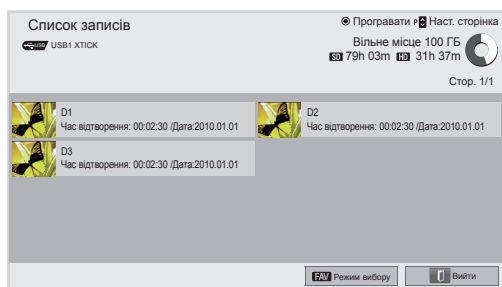 Список записів
◉ Програвати P Наст. сторінка
USB USB1 XTICK
Вільне місце 100 ГБ
SD 79h 03m HD 31h 37m
Стор. 1/1
D1
Час відтворення: 00:02:30 /Дата:2010.01.01
D2
Час відтворення: 00:02:30 /Дата:2010.01.01
D3
Час відтворення: 00:02:30 /Дата:2010.01.01
FAV Режим вибору
Вийти